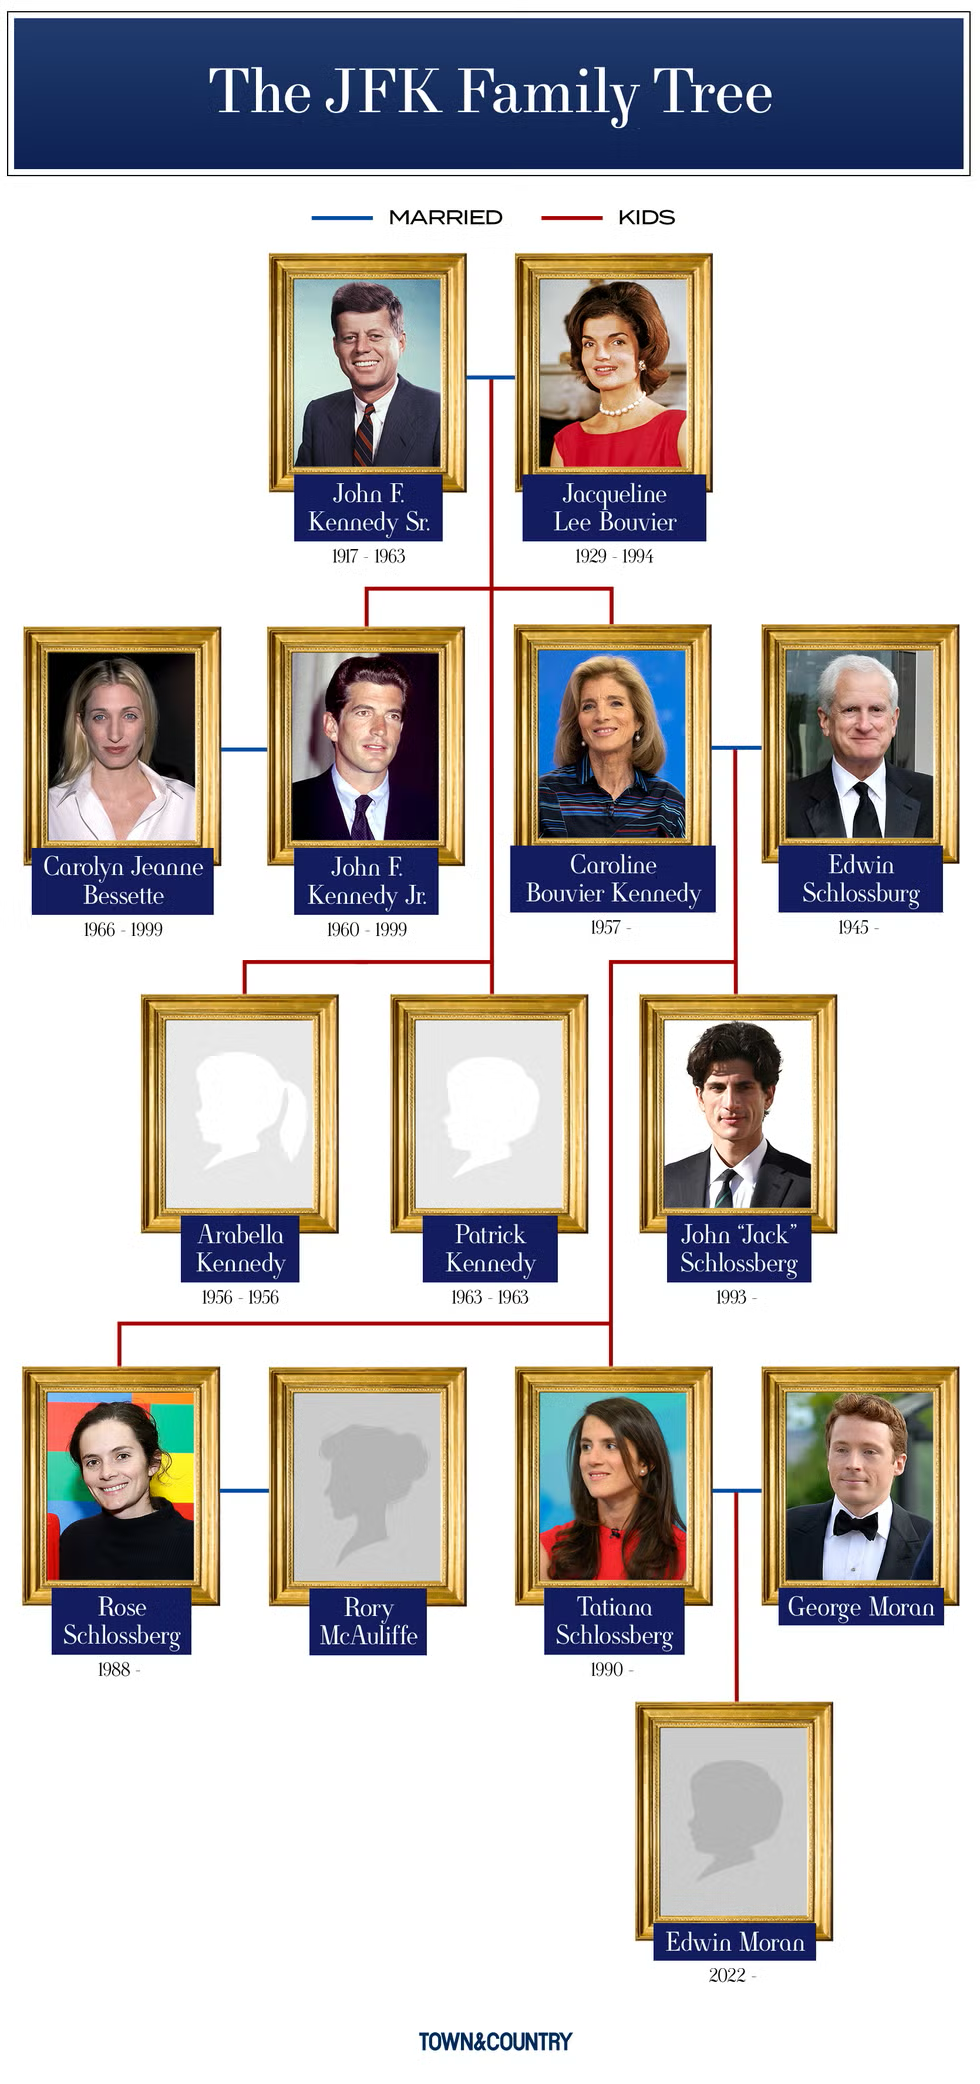 The JFK Family Tree
MARRIED
KIDS
John F.
Kennedy Sr.
1917 - 1963
Jacqueline
Lee Bouvier
1929 - 1994
Carolyn Jeanne
Bessette
1966 - 1999
John F.
Kennedy Jr.
1960 - 1999
Caroline
Bouvier Kennedy
1957 -
Edwin
Schlossburg
1945 -
Arabella
Kennedy
1956 - 1956
Patrick
Kennedy
1963 - 1963
John “Jack”
Schlossberg
1993 -
Rose
Schlossberg
1988 -
Rory
McAuliffe
Tatiana
Schlossberg
1990 -
George Moran
Edwin Moran
2022 -
TOWN&COUNTRY